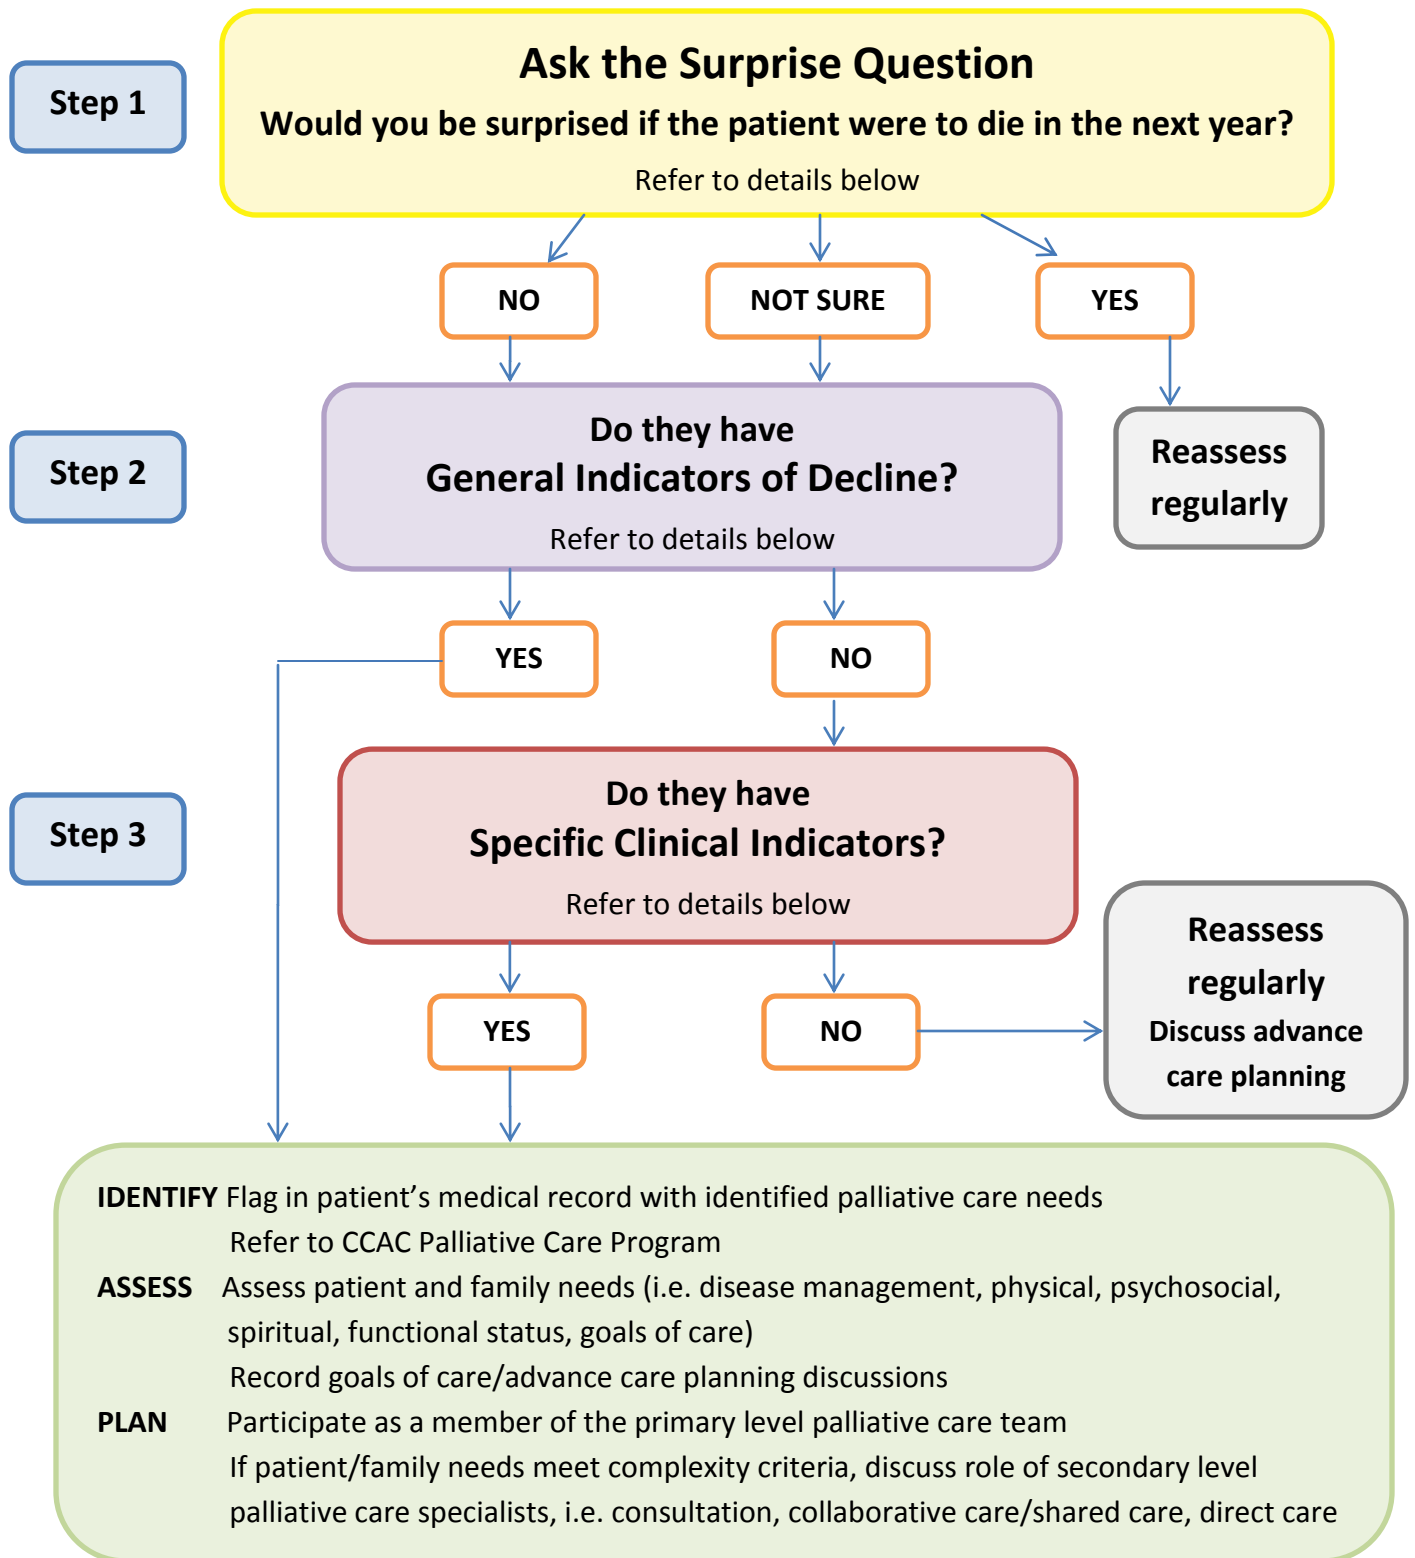 Step 1
Ask the Surprise Question
Would you be surprised if the patient were to die in the next year?
Refer to details below
NO
NOT SURE
YES
Step 2
Do they have
General Indicators of Decline?
Refer to details below
Reassess
regularly
YES
NO
Step 3
Do they have
Specific Clinical Indicators?
Refer to details below
YES
NO
Reassess
regularly
Discuss advance
care planning
IDENTIFY Flag in patient’s medical record with identified palliative care needs
Refer to CCAC Palliative Care Program
ASSESS Assess patient and family needs (i.e. disease management, physical, psychosocial,
spiritual, functional status, goals of care)
Record goals of care/advance care planning discussions
PLAN Participate as a member of the primary level palliative care team
If patient/family needs meet complexity criteria, discuss role of secondary level
palliative care specialists, i.e. consultation, collaborative care/shared care, direct care